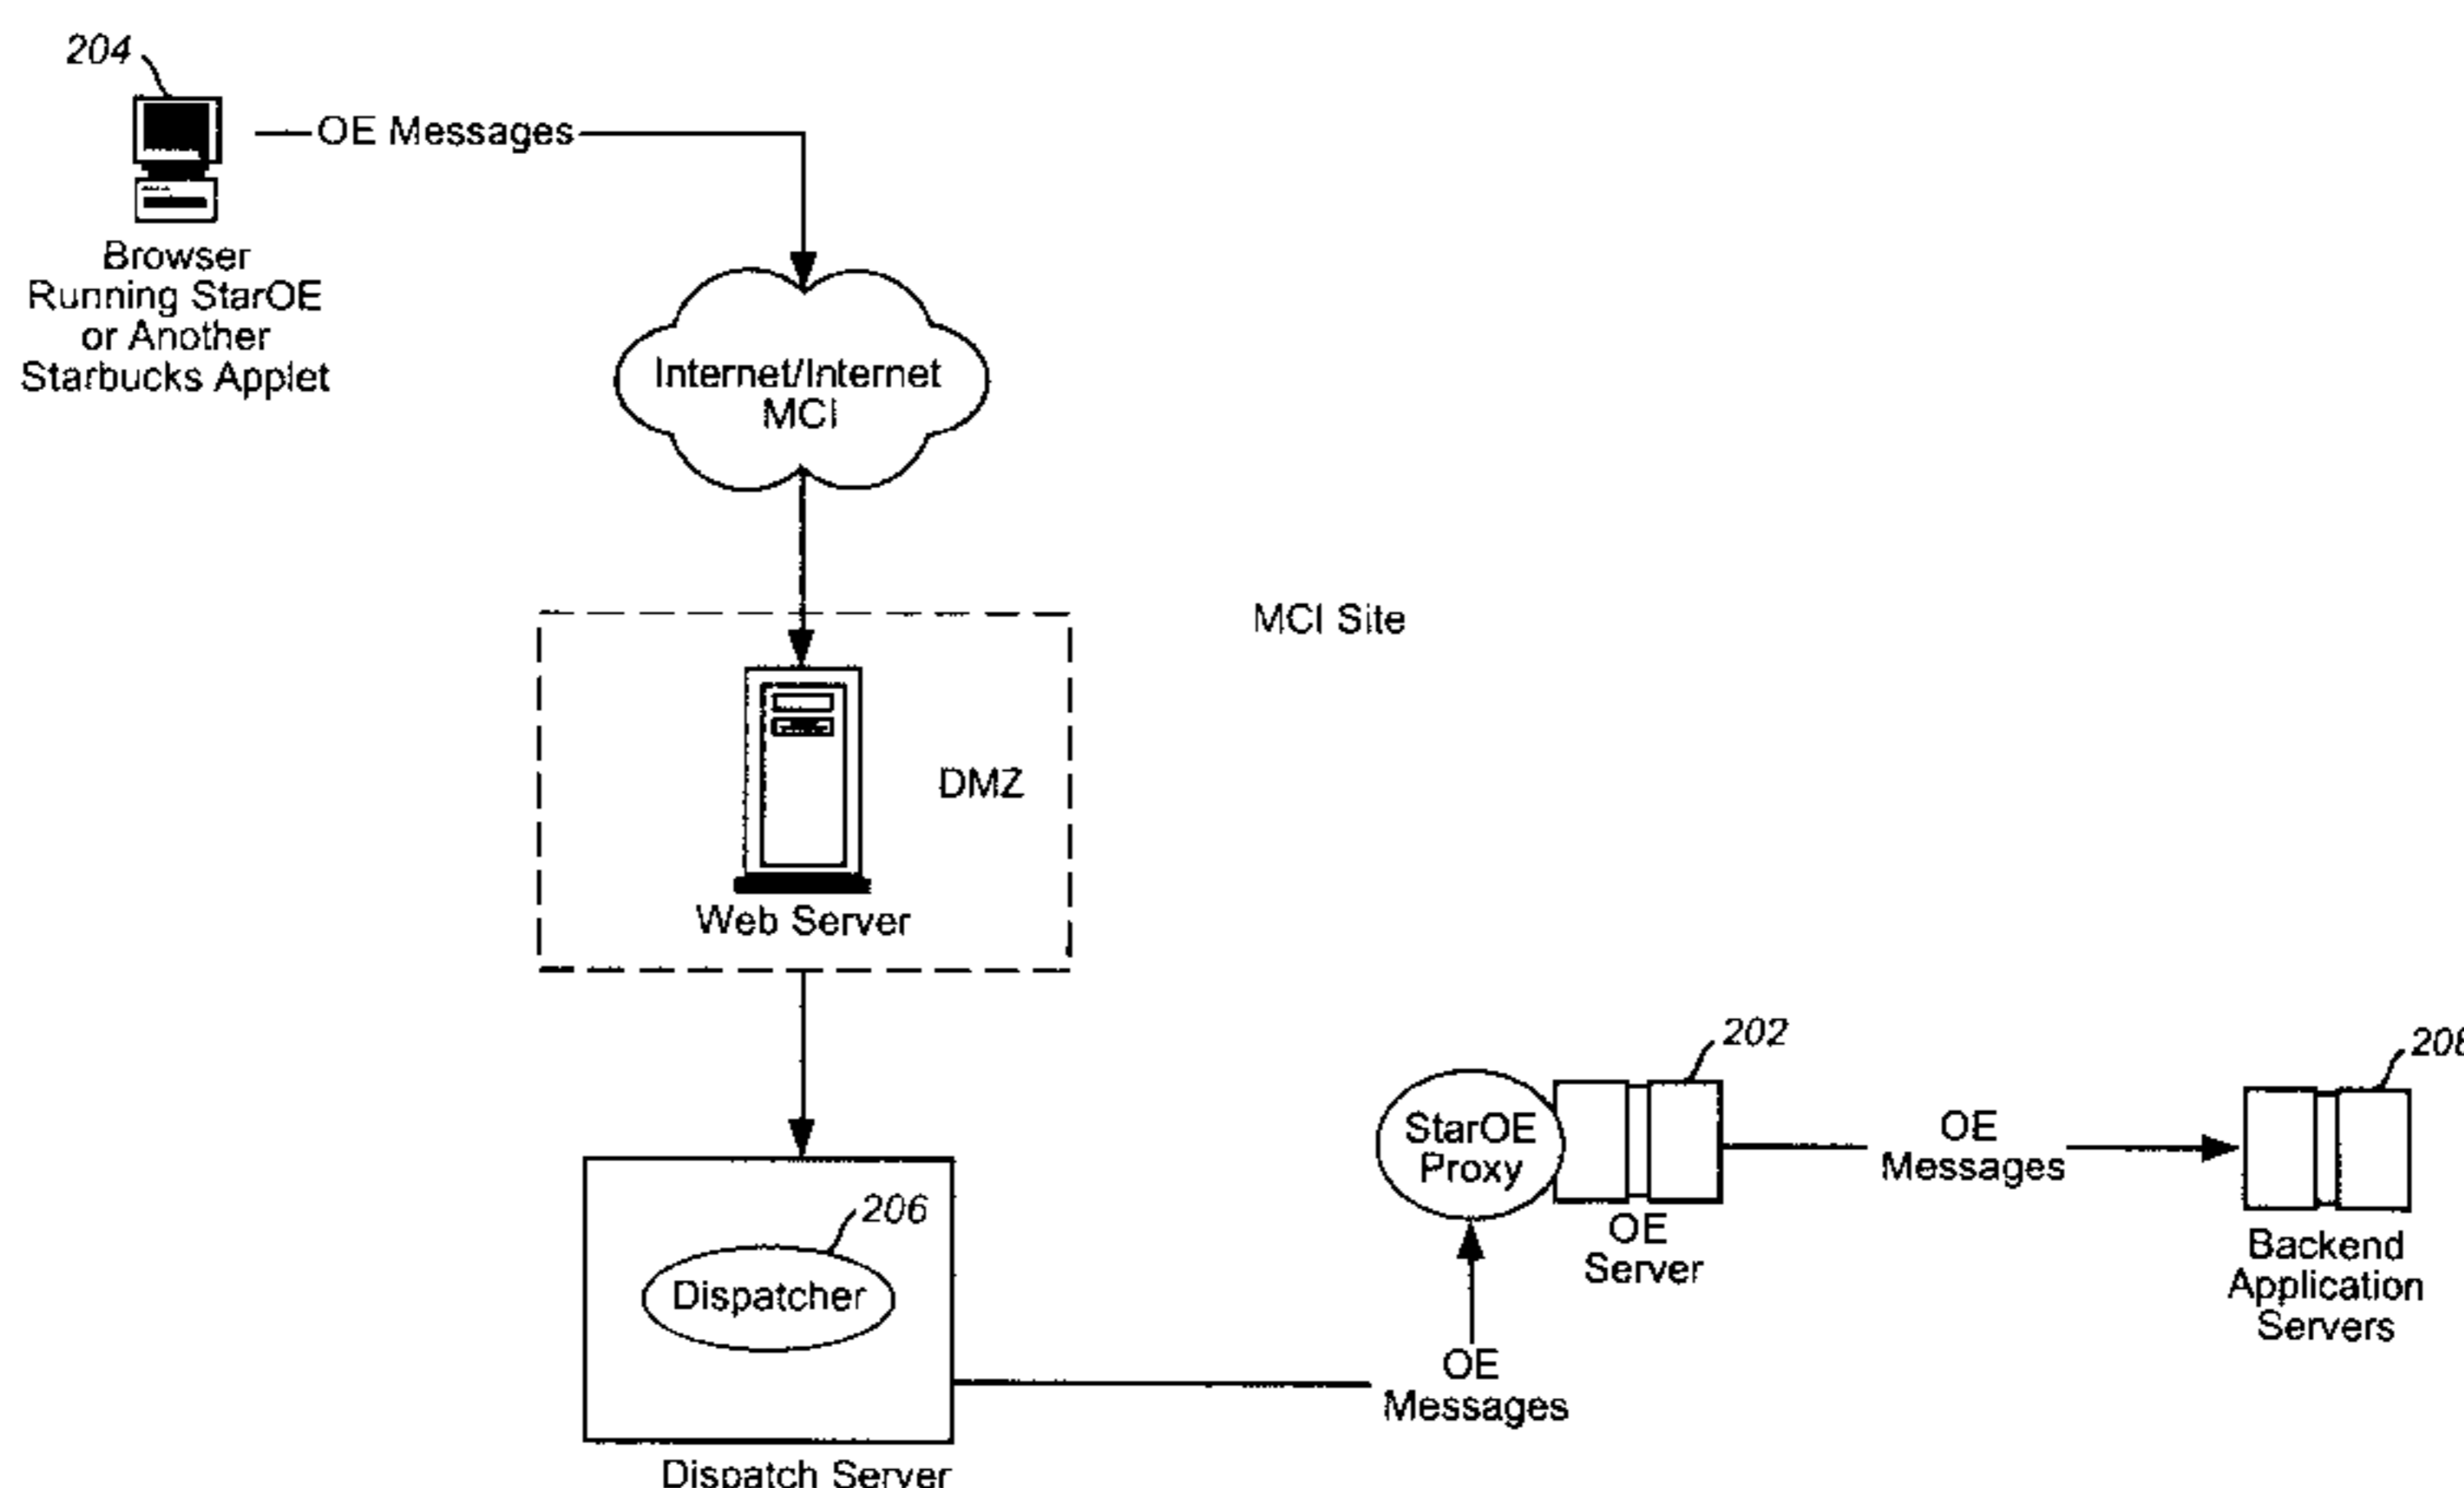 204
OE Messages
Browser
Running StarOE
or Another
Starbucks Applet
Internet/Internet
MCI
MCI Site
DMZ
Web Server
206
Dispatcher
Dispatch Server
OE
Messages
StarOE
Proxy
202
OE
Server
OE
Messages
208
Backend
Application
Servers